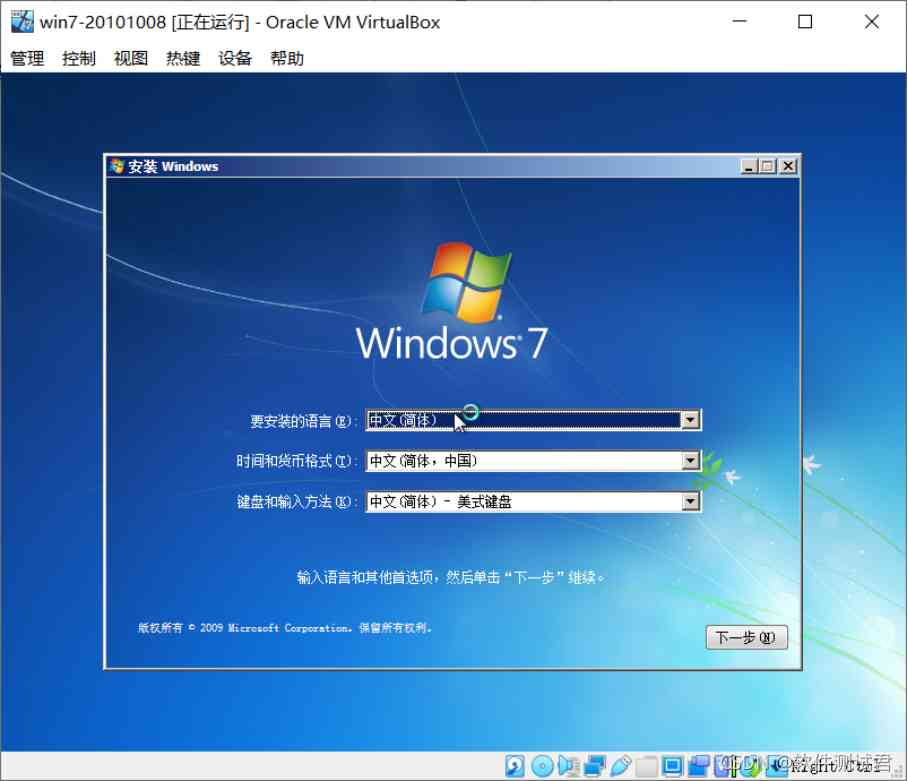 win7-20101008 [正在运行] - Oracle VM VirtualBox
管理 控制 视图 热键 设备 帮助
安装 Windows
Windows 7
要安装的语言(E): 中文(简体)
时间和货币格式(T): 中文(简体，中国)
键盘和输入方法(K): 中文(简体) - 美式键盘
输入语言和其他首选项，然后单击“下一步”继续。
版权所有 © 2009 Microsoft Corporation。保留所有权利。
下一步(N)
CSDN @软件测试君
Right Ctrl